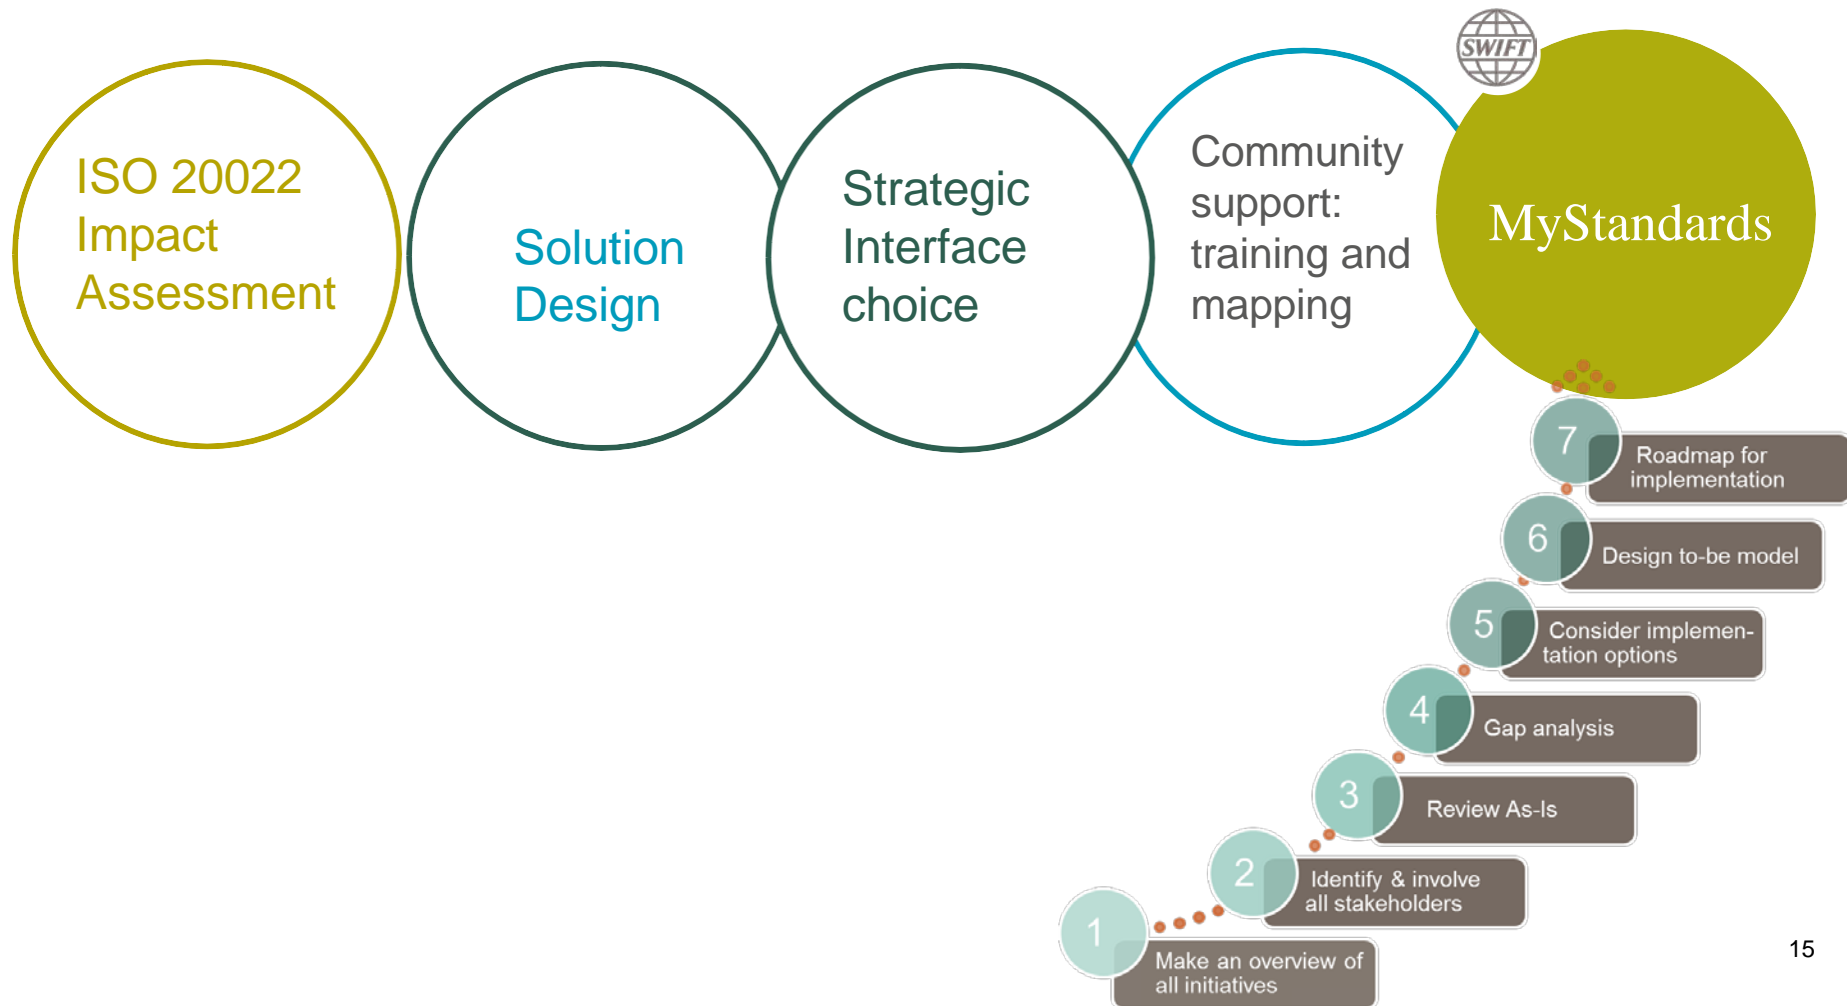 ISO 20022
Impact
Assessment
Solution
Design
Strategic
Interface
choice
Community
support:
training and
mapping
SWIFT
MyStandards
7
Roadmap for
implementation
6
Design to-be model
5
Consider implemen-
tation options
4
Gap analysis
3
Review As-Is
2
Identify & involve
all stakeholders
1
Make an overview of
all initiatives
15